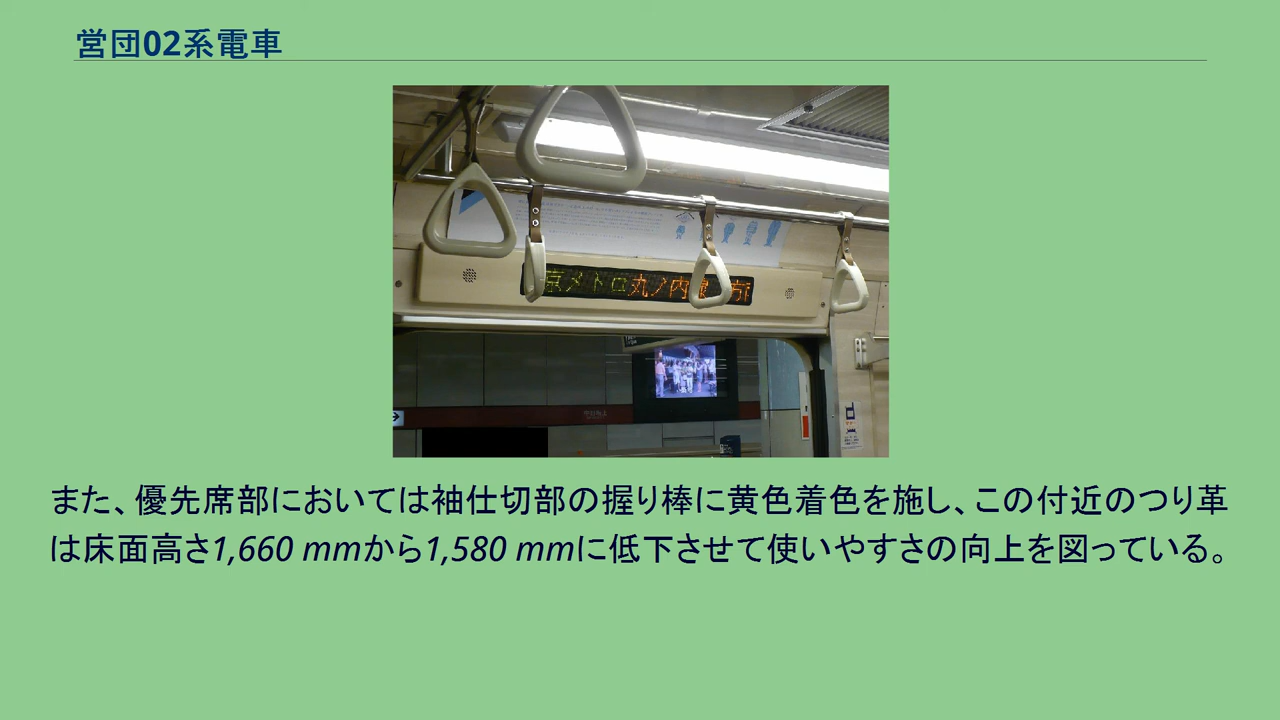 営団02系電車
京メトロ丸ノ内線 方
また、優先席部においては袖仕切部の握り棒に黄色着色を施し、この付近のつり革
は床面高さ1,660 mmから1,580 mmに低下させて使いやすさの向上を図っている。